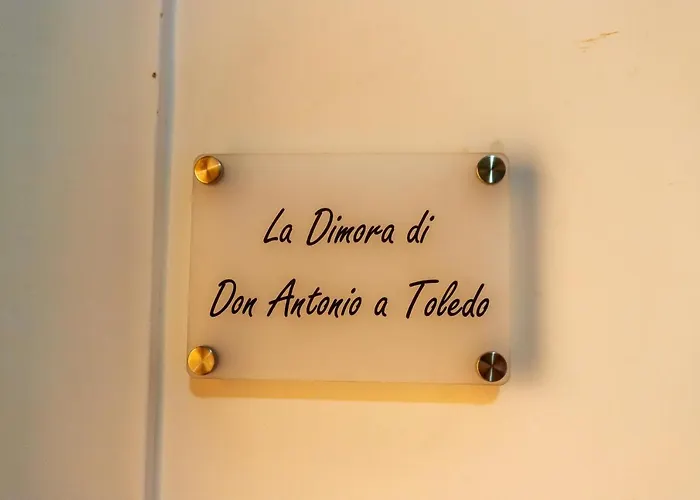 La Dimora di
Don Antonio a Toledo